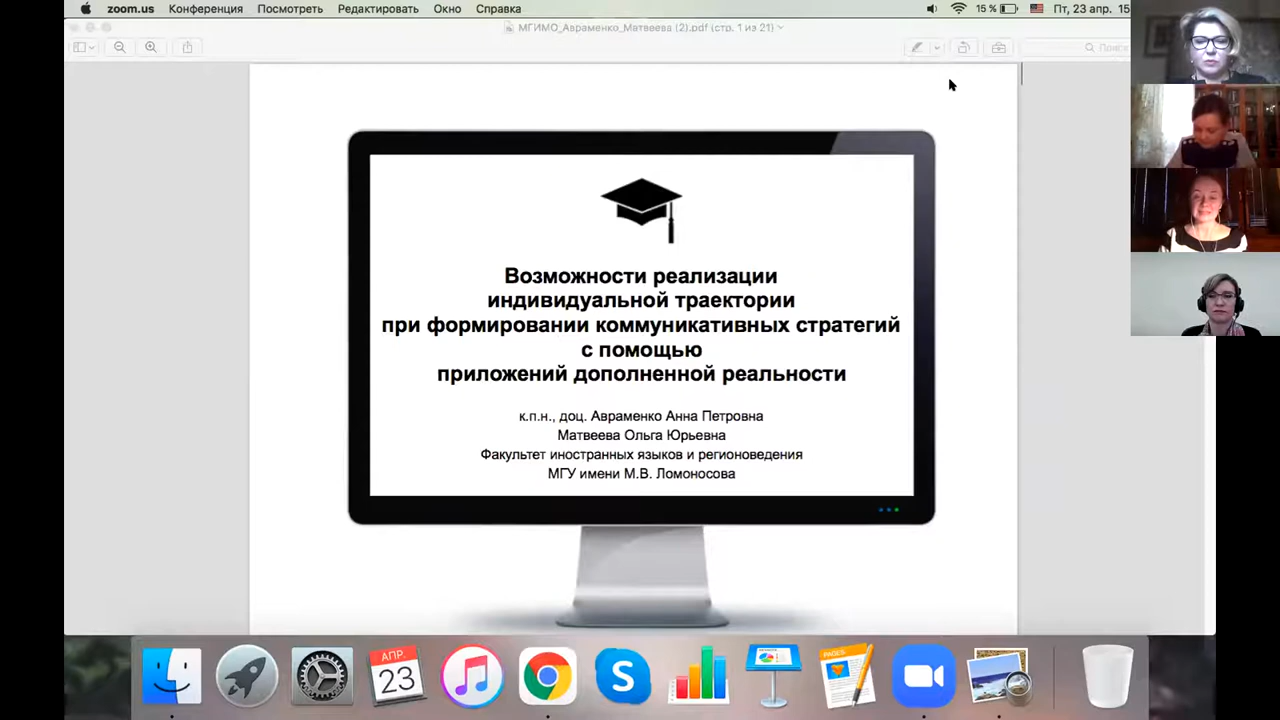 zoom.us Конференция Посмотреть Редактировать Окно Справка 15 % Пт, 23 апр. 15
МГИМО_Авраменко_Матвеева (2).pdf (стр. 1 из 21)
Поиск
Возможности реализации
индивидуальной траектории
при формировании коммуникативных стратегий
с помощью
приложений дополненной реальности
к.п.н., доц. Авраменко Анна Петровна
Матвеева Ольга Юрьевна
Факультет иностранных языков и регионоведения
МГУ имени М.В. Ломоносова
АПР.
23
PAGES